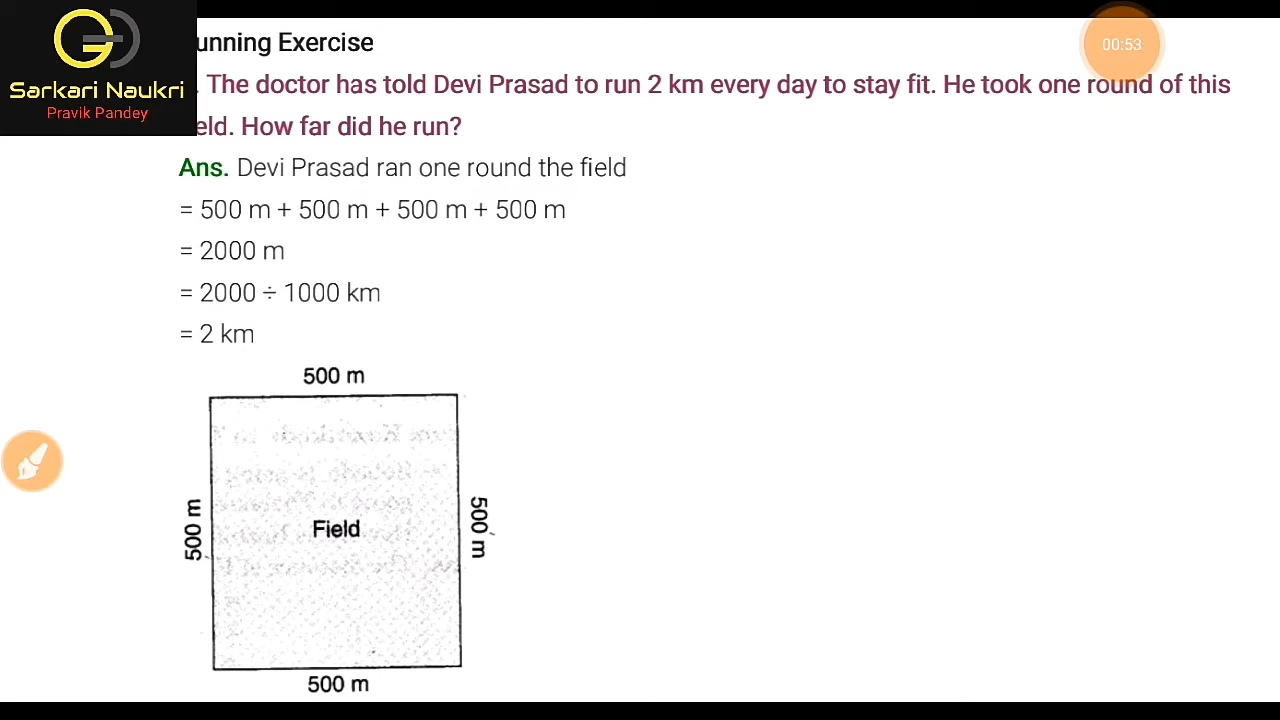 Sarkari Naukri
Pravik Pandey
00:53
unning Exercise
. The doctor has told Devi Prasad to run 2 km every day to stay fit. He took one round of this
eld. How far did he run?
Ans. Devi Prasad ran one round the field
= 500 m + 500 m + 500 m + 500 m
= 2000 m
= 2000 ÷ 1000 km
= 2 km
500 m
500 m
Field
500 m
500 m